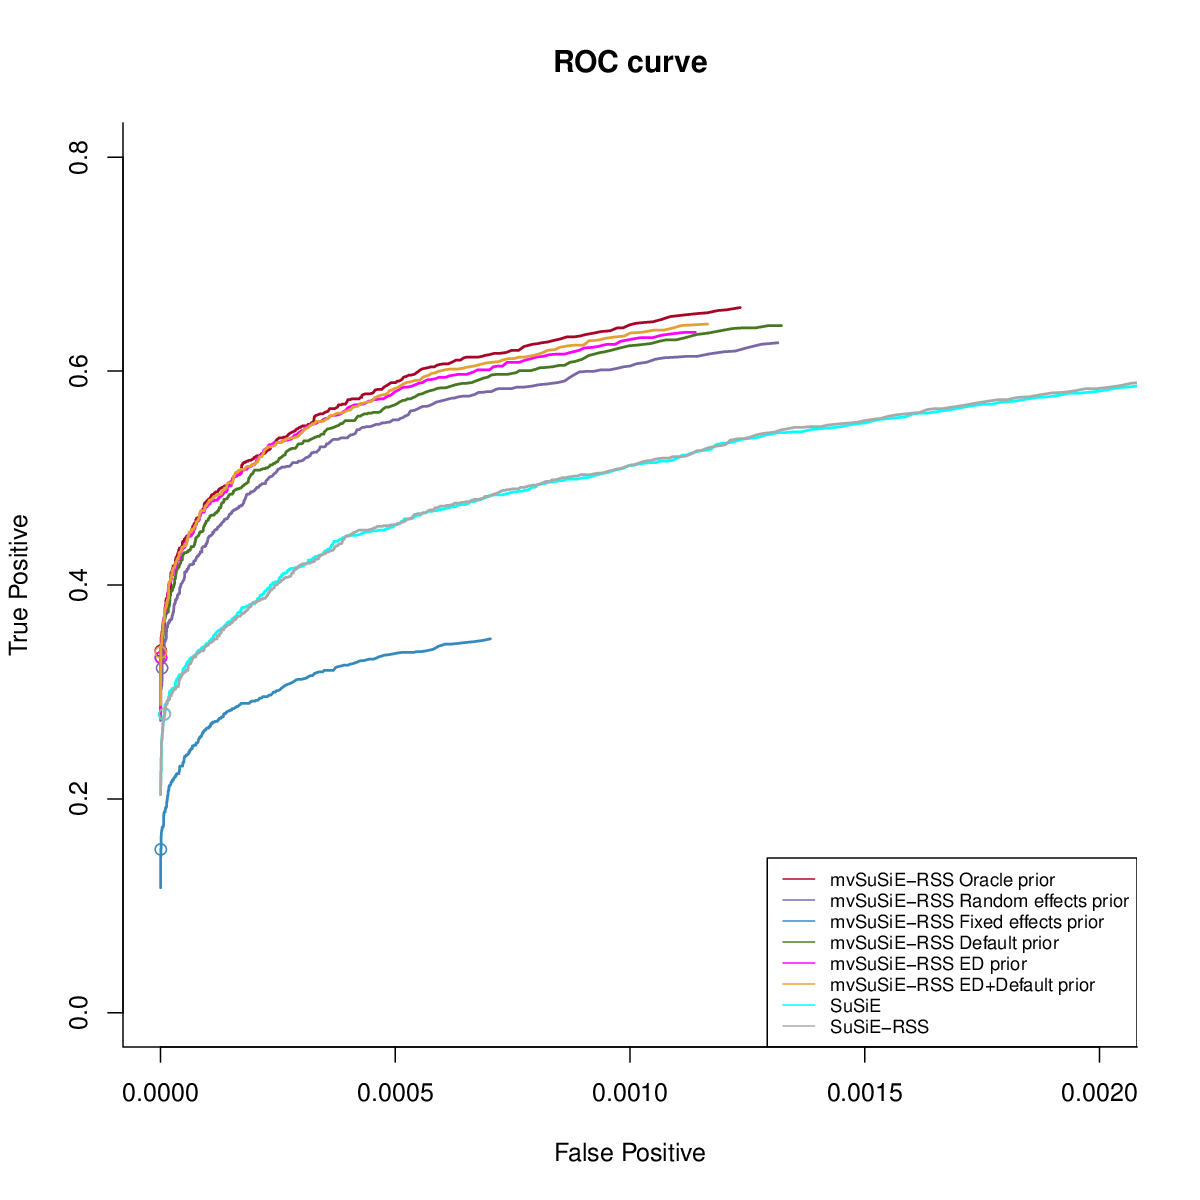 ROC curve
True Positive
0.8
0.6
0.4
0.2
0.0
0.0000 0.0005 0.0010 0.0015 0.0020
False Positive
mvSuSiE−RSS Oracle prior
mvSuSiE−RSS Random effects prior
mvSuSiE−RSS Fixed effects prior
mvSuSiE−RSS Default prior
mvSuSiE−RSS ED prior
mvSuSiE−RSS ED+Default prior
SuSiE
SuSiE−RSS